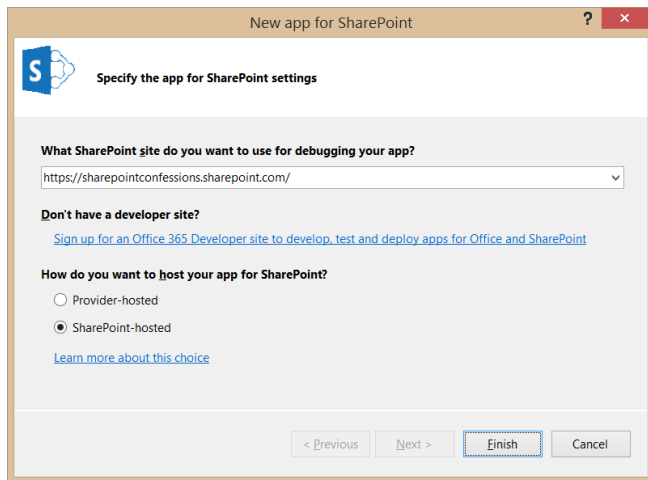 New app for SharePoint
?
Specify the app for SharePoint settings
What SharePoint site do you want to use for debugging your app?
https://sharepointconfessions.sharepoint.com/
Don't have a developer site?
Sign up for an Office 365 Developer site to develop, test and deploy apps for Office and SharePoint
How do you want to host your app for SharePoint?
Provider-hosted
SharePoint-hosted
Learn more about this choice
< Previous Next > Finish Cancel